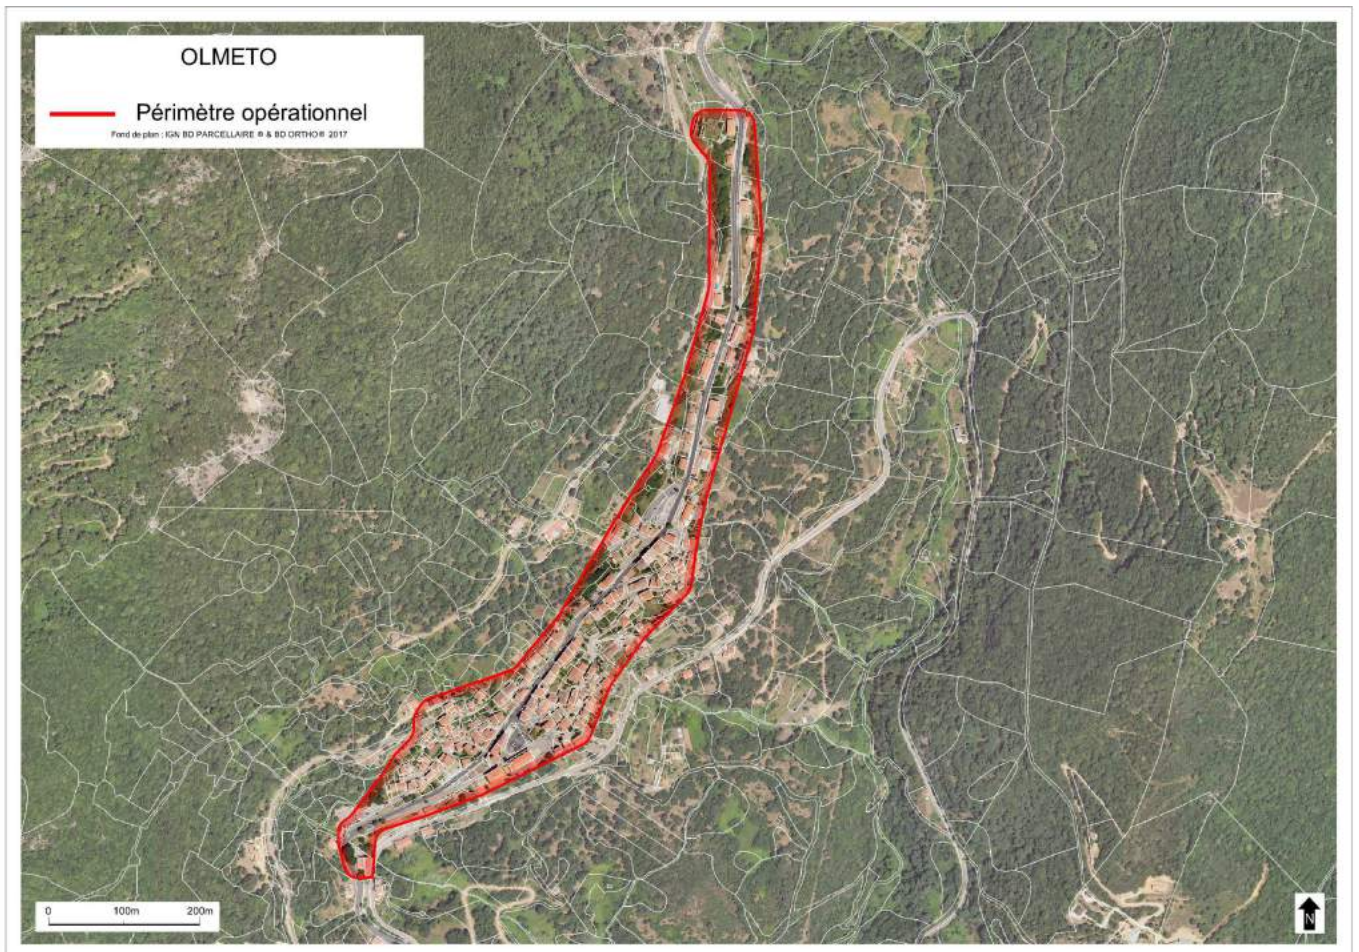 OLMETO
Périmètre opérationnel
Fond de plan : IGN BD PARCELLAIRE ® & BD ORTHO® 2017
0 100m 200m
N